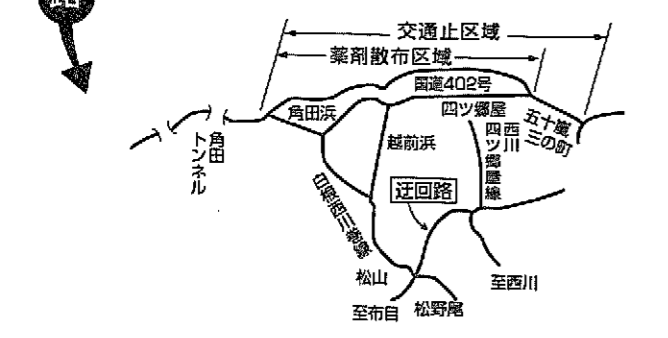 交通止区域
薬剤散布区域
国道402号
角田浜
四ツ郷屋
五十嵐
三の町
角田
トンネル
越前浜
西川
四ツ郷屋線
迂回路
松山
至西川
至布目
松野尾